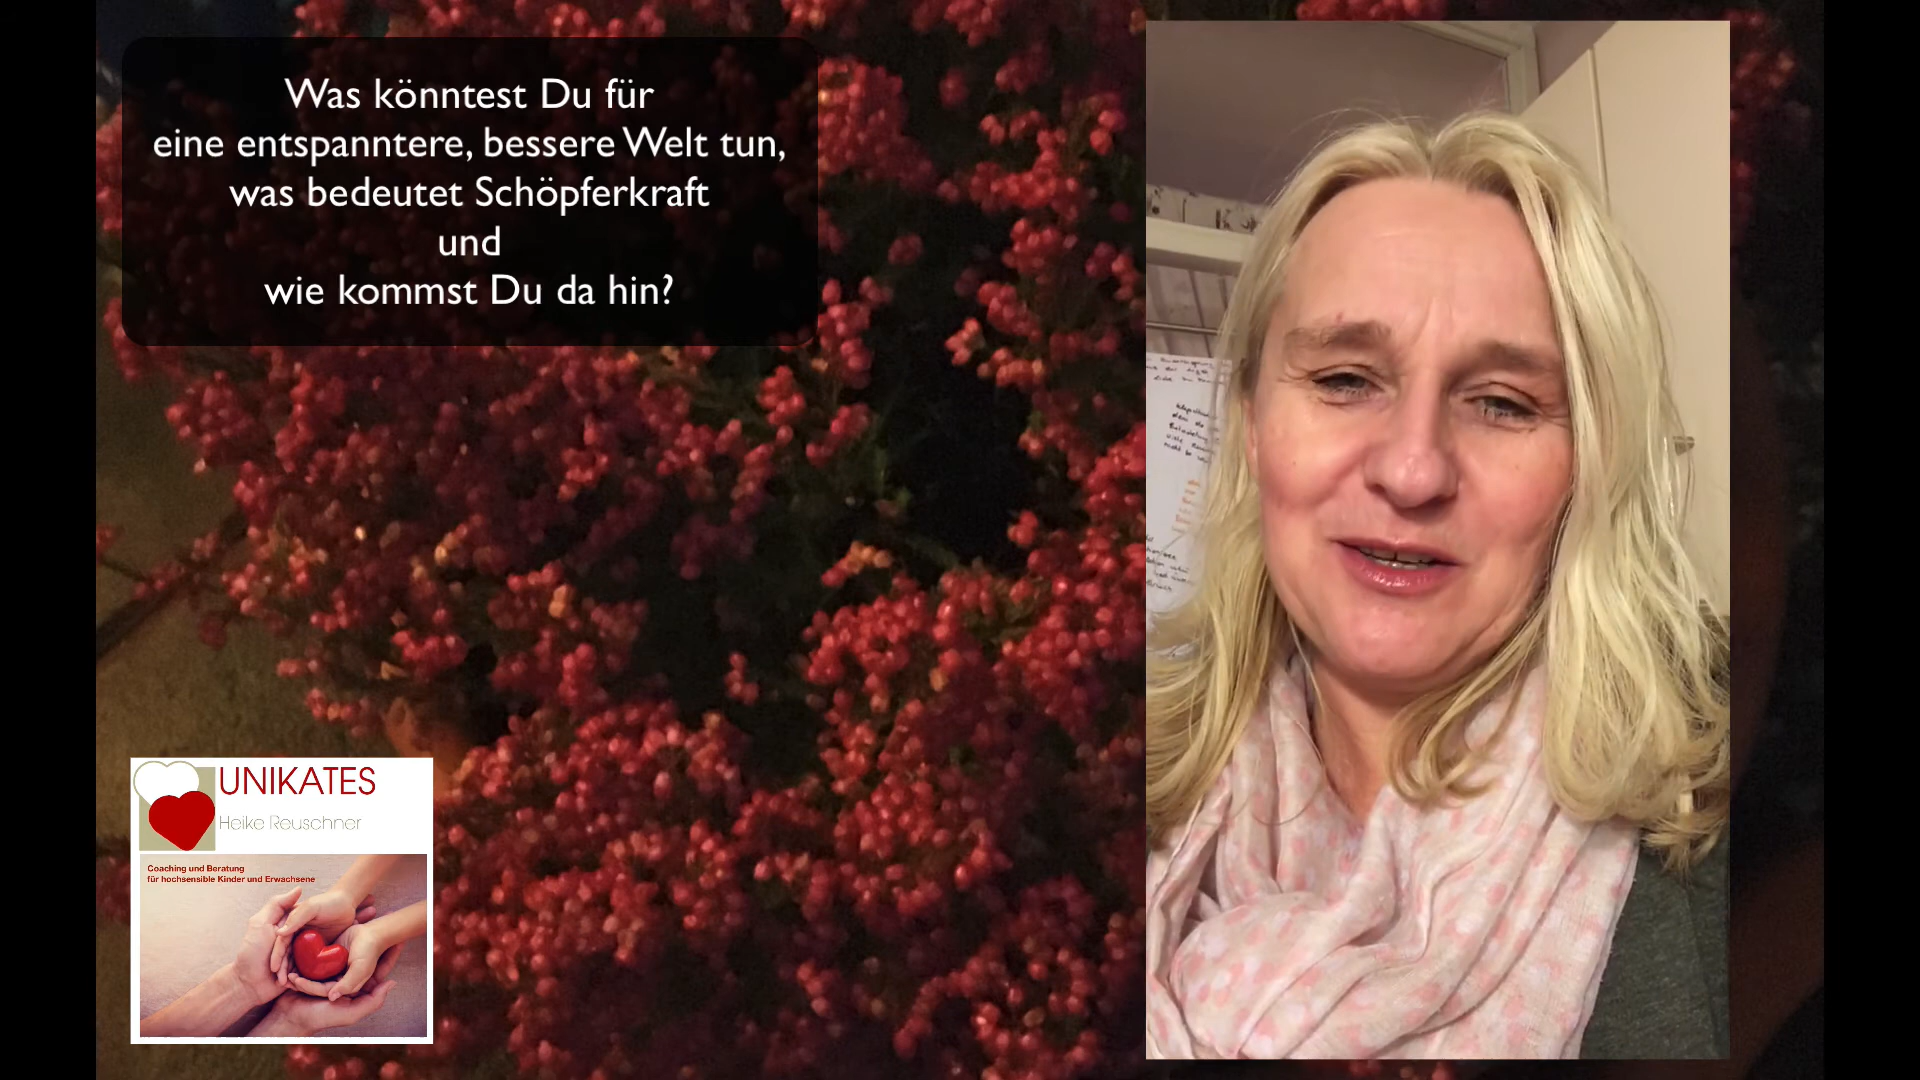 Was könntest Du für
eine entspanntere, bessere Welt tun,
was bedeutet Schöpferkraft
und
wie kommst Du da hin?
UNIKATES
Heike Reuschner
Coaching und Beratung
für hochsensible Kinder und Erwachsene